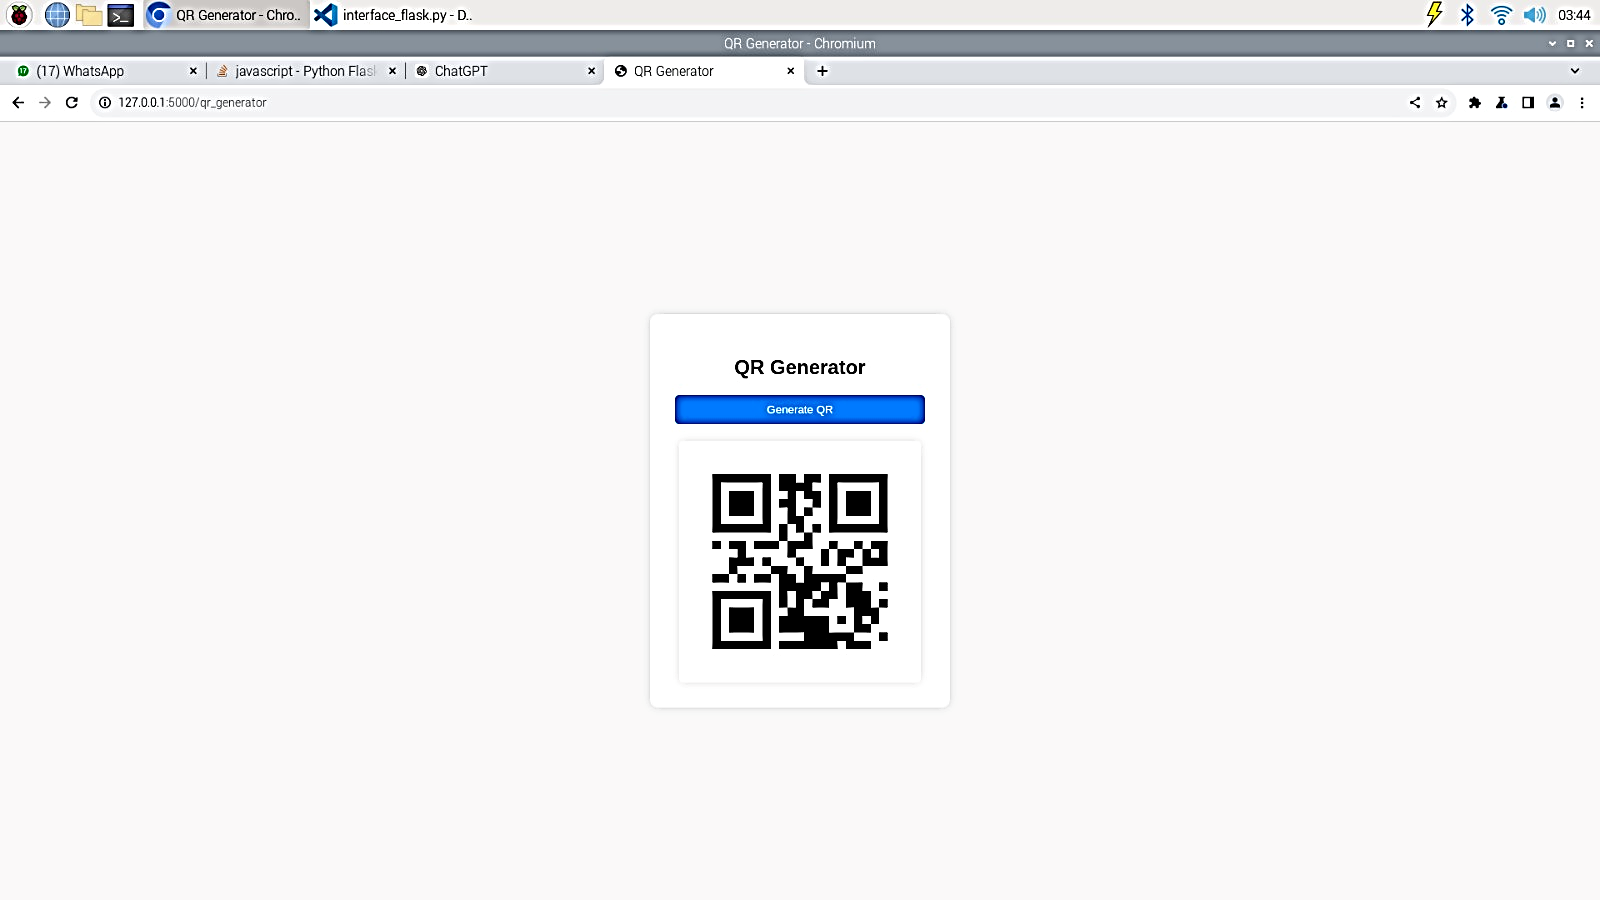 QR Generator - Chro.. interface_flask.py - D.. 03:44
QR Generator - Chromium
(17) WhatsApp javascript - Python Flas ChatGPT QR Generator
127.0.0.1:5000/qr_generator
QR Generator
Generate QR